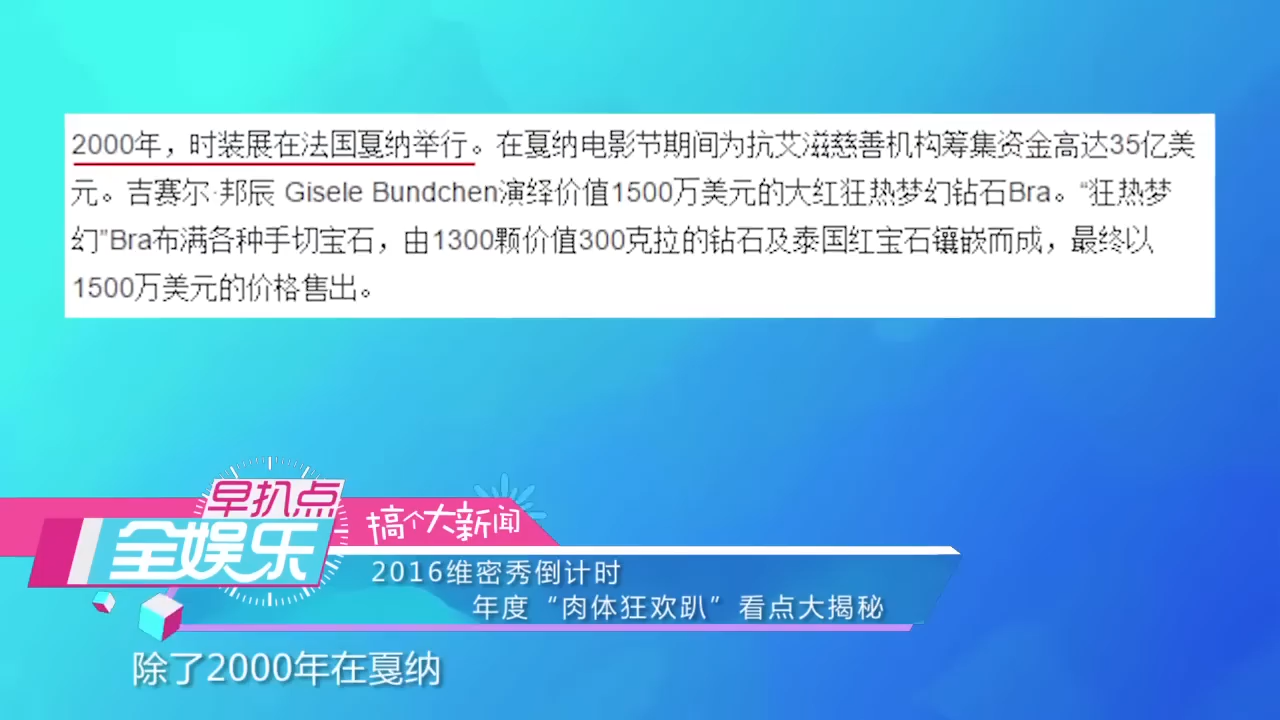 2000年，时装展在法国戛纳举行。在戛纳电影节期间为抗艾滋慈善机构筹集资金高达35亿美
元。吉赛尔·邦辰 Gisele Bundchen演绎价值1500万美元的大红狂热梦幻钻石Bra。“狂热梦
幻”Bra布满各种手切宝石，由1300颗价值300克拉的钻石及泰国红宝石镶嵌而成，最终以
1500万美元的价格售出。
早扒点
全娱乐
搞个大新闻
2016维密秀倒计时
年度“肉体狂欢趴”看点大揭秘
除了2000年在戛纳